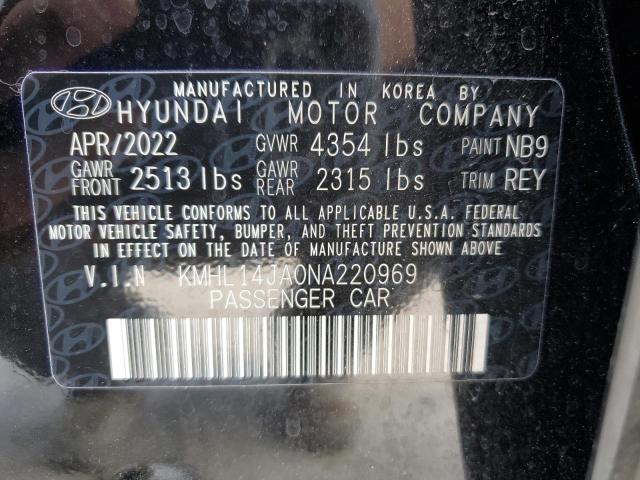 MANUFACTURED IN KOREA BY
HYUNDAI MOTOR COMPANY
APR/2022 GVWR 4354 lbs PAINT NB9
GAWR FRONT 2513 lbs GAWR REAR 2315 lbs TRIM REY
THIS VEHICLE CONFORMS TO ALL APPLICABLE U.S.A. FEDERAL
MOTOR VEHICLE SAFETY, BUMPER, AND THEFT PREVENTION STANDARDS
IN EFFECT ON THE DATE OF MANUFACTURE SHOWN ABOVE.
V.I.N KMHL14JA0NA220969
PASSENGER CAR